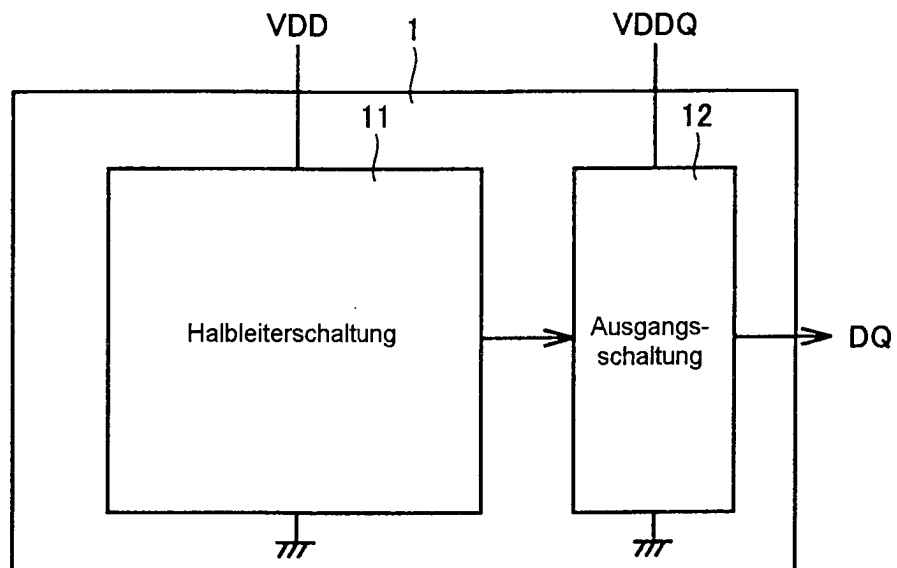 VDD
1
VDDQ
11
12
Halbleiterschaltung
Ausgangs-
schaltung
DQ